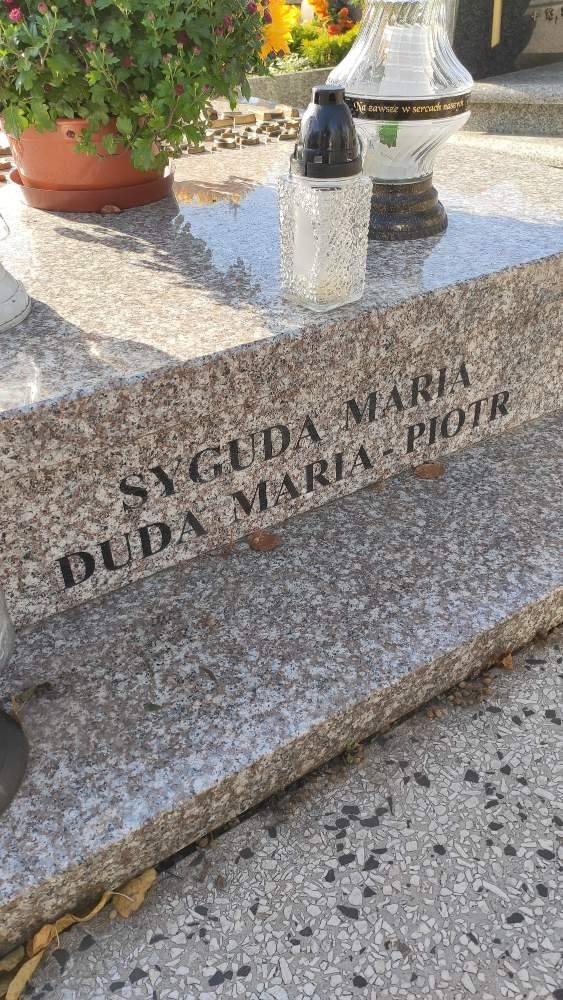 Na zawsze w sercach naszych
SYGUDA MARIA
DUDA MARIA - PIOTR